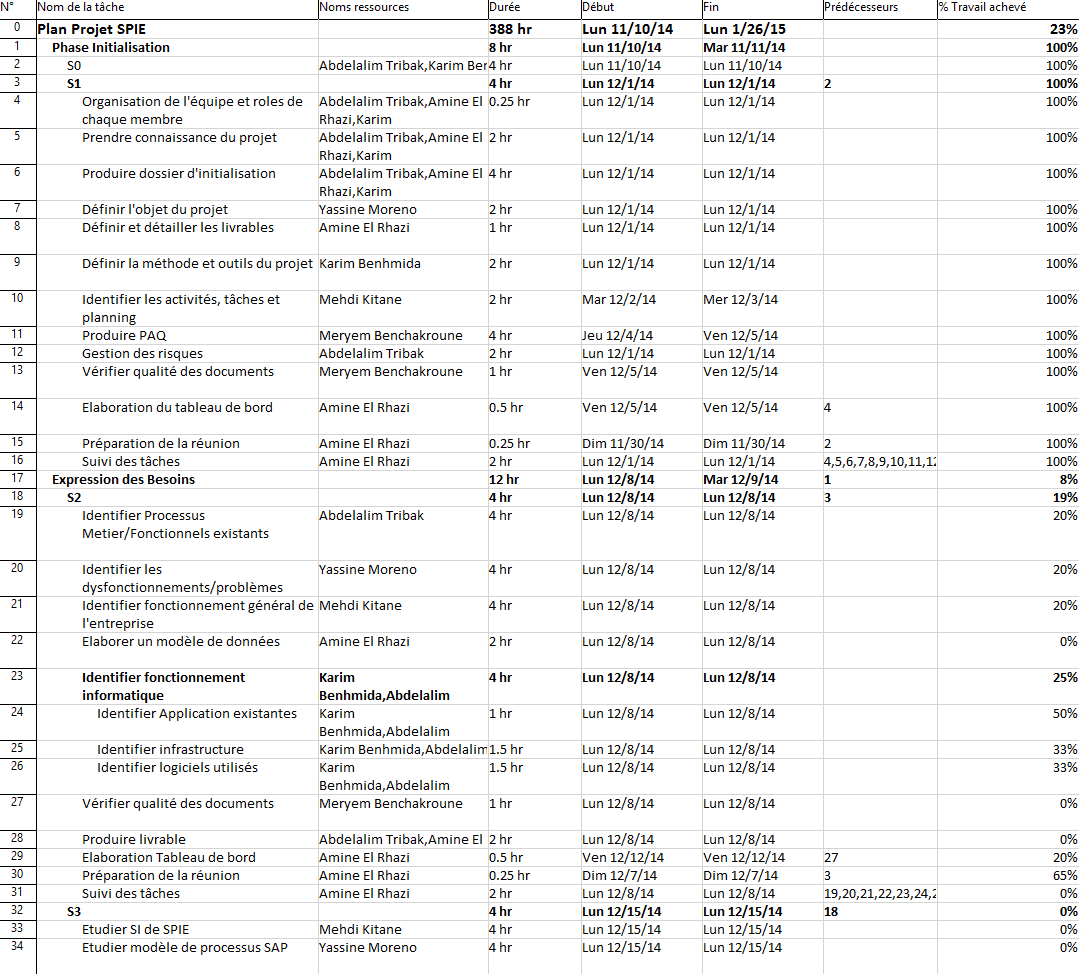 N° Nom de la tâche Noms ressources Durée Début Fin Prédécesseurs % Travail achevé
0 Plan Projet SPIE 388 hr Lun 11/10/14 Lun 1/26/15 23%
1 Phase Initialisation 8 hr Lun 11/10/14 Mar 11/11/14 100%
2 S0 Abdelalim Tribak,Karim Ber 4 hr Lun 11/10/14 Lun 11/10/14 100%
3 S1 4 hr Lun 12/1/14 Lun 12/1/14 2 100%
4 Organisation de l'équipe et roles de Abdelalim Tribak,Amine El 0.25 hr Lun 12/1/14 Lun 12/1/14 100%
chaque membre Rhazi,Karim
5 Prendre connaissance du projet Abdelalim Tribak,Amine El 2 hr Lun 12/1/14 Lun 12/1/14 100%
Rhazi,Karim
6 Produire dossier d'initialisation Abdelalim Tribak,Amine El 4 hr Lun 12/1/14 Lun 12/1/14 100%
Rhazi,Karim
7 Définir l'objet du projet Yassine Moreno 2 hr Lun 12/1/14 Lun 12/1/14 100%
8 Définir et détailler les livrables Amine El Rhazi 1 hr Lun 12/1/14 Lun 12/1/14 100%
9 Définir la méthode et outils du projet Karim Benhmida 2 hr Lun 12/1/14 Lun 12/1/14 100%
10 Identifier les activités, tâches et Mehdi Kitane 2 hr Mar 12/2/14 Mer 12/3/14 100%
planning
11 Produire PAQ Meryem Benchakroune 4 hr Jeu 12/4/14 Ven 12/5/14 100%
12 Gestion des risques Abdelalim Tribak 2 hr Lun 12/1/14 Lun 12/1/14 100%
13 Vérifier qualité des documents Meryem Benchakroune 1 hr Ven 12/5/14 Ven 12/5/14 100%
14 Elaboration du tableau de bord Amine El Rhazi 0.5 hr Ven 12/5/14 Ven 12/5/14 4 100%
15 Préparation de la réunion Amine El Rhazi 0.25 hr Dim 11/30/14 Dim 11/30/14 2 100%
16 Suivi des tâches Amine El Rhazi 2 hr Lun 12/1/14 Lun 12/1/14 4,5,6,7,8,9,10,11,12 100%
17 Expression des Besoins 12 hr Lun 12/8/14 Mar 12/9/14 1 8%
18 S2 4 hr Lun 12/8/14 Lun 12/8/14 3 19%
19 Identifier Processus Abdelalim Tribak 4 hr Lun 12/8/14 Lun 12/8/14 20%
Metier/Fonctionnels existants
20 Identifier les Yassine Moreno 4 hr Lun 12/8/14 Lun 12/8/14 20%
dysfonctionnements/problèmes
21 Identifier fonctionnement général de Mehdi Kitane 4 hr Lun 12/8/14 Lun 12/8/14 20%
l'entreprise
22 Elaborer un modèle de données Amine El Rhazi 2 hr Lun 12/8/14 Lun 12/8/14 0%
23 Identifier fonctionnement Karim 4 hr Lun 12/8/14 Lun 12/8/14 25%
informatique Benhmida,Abdelalim
24 Identifier Application existantes Karim 1 hr Lun 12/8/14 Lun 12/8/14 50%
Benhmida,Abdelalim
25 Identifier infrastructure Karim Benhmida,Abdelalim 1.5 hr Lun 12/8/14 Lun 12/8/14 33%
26 Identifier logiciels utilisés Karim 1.5 hr Lun 12/8/14 Lun 12/8/14 33%
Benhmida,Abdelalim
27 Vérifier qualité des documents Meryem Benchakroune 1 hr Lun 12/8/14 Lun 12/8/14 0%
28 Produire livrable Abdelalim Tribak,Amine El 2 hr Lun 12/8/14 Lun 12/8/14 0%
29 Elaboration Tableau de bord Amine El Rhazi 0.5 hr Ven 12/12/14 Ven 12/12/14 27 20%
30 Préparation de la réunion Amine El Rhazi 0.25 hr Dim 12/7/14 Dim 12/7/14 3 65%
31 Suivi des tâches Amine El Rhazi 2 hr Lun 12/8/14 Lun 12/8/14 19,20,21,22,23,24,2 0%
32 S3 4 hr Lun 12/15/14 Lun 12/15/14 18 0%
33 Etudier SI de SPIE Mehdi Kitane 4 hr Lun 12/15/14 Lun 12/15/14 0%
34 Etudier modèle de processus SAP Yassine Moreno 4 hr Lun 12/15/14 Lun 12/15/14 0%